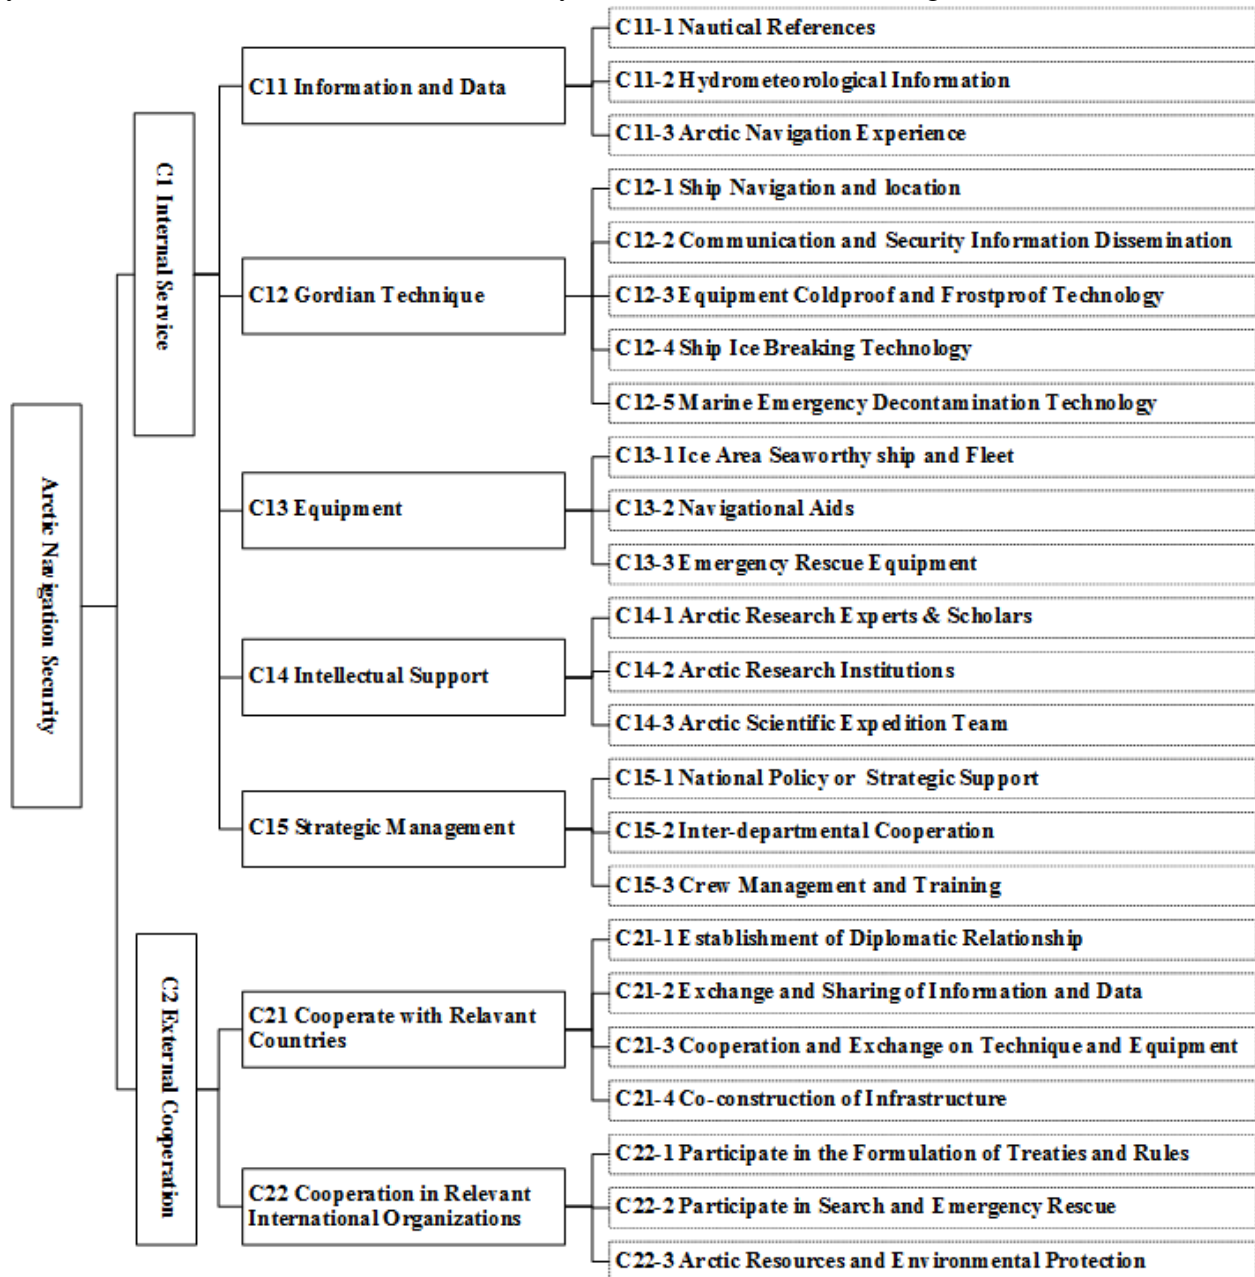 Arctic Navigation Security
C1 Internal Service
C11 Information and Data
C11-1 Nautical References
C11-2 Hydrometeorological Information
C11-3 Arctic Navigation Experience
C12 Gordian Technique
C12-1 Ship Navigation and location
C12-2 Communication and Security Information Dissemination
C12-3 Equipment Coldproof and Frostproof Technology
C12-4 Ship Ice Breaking Technology
C12-5 Marine Emergency Decontamination Technology
C13 Equipment
C13-1 Ice Area Seaworthy ship and Fleet
C13-2 Navigational Aids
C13-3 Emergency Rescue Equipment
C14 Intellectual Support
C14-1 Arctic Research Experts & Scholars
C14-2 Arctic Research Institutions
C14-3 Arctic Scientific Expedition Team
C15 Strategic Management
C15-1 National Policy or Strategic Support
C15-2 Inter-departmental Cooperation
C15-3 Crew Management and Training
C2 External Cooperation
C21 Cooperate with Relavant
Countries
C21-1 Establishment of Diplomatic Relationship
C21-2 Exchange and Sharing of Information and Data
C21-3 Cooperation and Exchange on Technique and Equipment
C21-4 Co-construction of Infrastructure
C22 Cooperation in Relevant
International Organizations
C22-1 Participate in the Formulation of Treaties and Rules
C22-2 Participate in Search and Emergency Rescue
C22-3 Arctic Resources and Environmental Protection